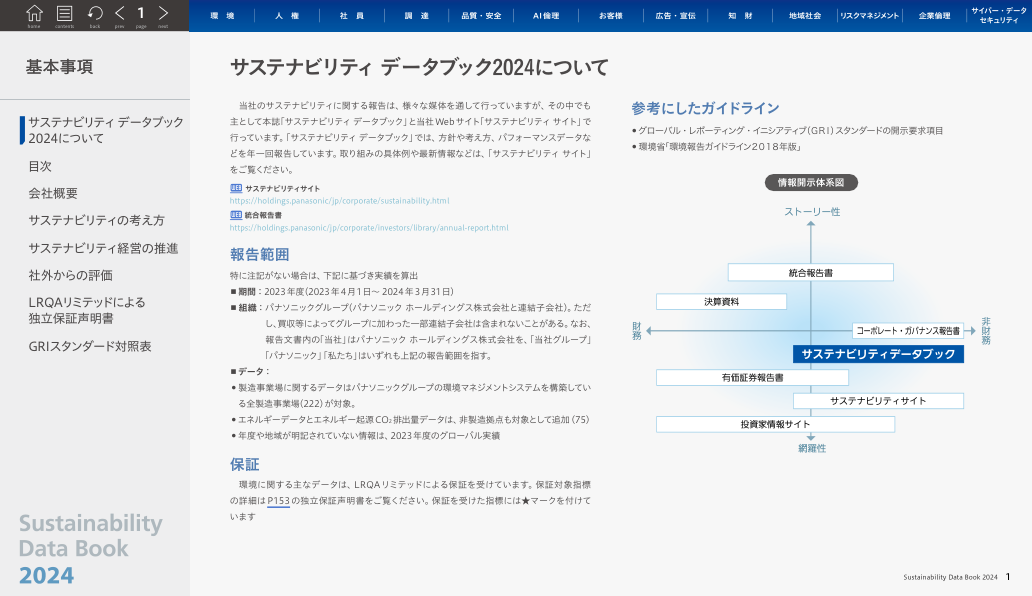 home contents back prev 1 page next
環 境 人 権 社 員 調 達 品質・安全 AI倫理 お客様 広告・宣伝 知 財 地域社会 リスクマネジメント 企業倫理 サイバー・データセキュリティ
基本事項
サステナビリティ データブック
2024について
目次
会社概要
サステナビリティの考え方
サステナビリティ経営の推進
社外からの評価
LRQAリミテッドによる
独立保証声明書
GRIスタンダード対照表
Sustainability
Data Book
2024
サステナビリティ データブック2024について
当社のサステナビリティに関する報告は、様々な媒体を通して行っていますが、その中でも
主として本誌「サステナビリティ データブック」と当社Webサイト「サステナビリティ サイト」で
行っています。「サステナビリティ データブック」では、方針や考え方、パフォーマンスデータな
どを年一回報告しています。取り組みの具体例や最新情報などは、「サステナビリティ サイト」
をご覧ください。
WEB サステナビリティサイト
https://holdings.panasonic/jp/corporate/sustainability.html
WEB 統合報告書
https://holdings.panasonic/jp/corporate/investors/library/annual-report.html
報告範囲
特に注記がない場合は、下記に基づき実績を算出
■期間：2023年度(2023年4月1日～2024年3月31日)
■組織：パナソニックグループ(パナソニック ホールディングス株式会社と連結子会社)。ただ
し、買収等によってグループに加わった一部連結子会社は含まれないことがある。なお、
報告文書内の「当社」はパナソニック ホールディングス株式会社を、「当社グループ」
「パナソニック」「私たち」はいずれも上記の報告範囲を指す。
■データ：
●製造事業場に関するデータはパナソニックグループの環境マネジメントシステムを構築してい
る全製造事業場(222)が対象。
●エネルギーデータとエネルギー起源CO₂排出量データは、非製造拠点も対象として追加(75)
●年度や地域が明記されていない情報は、2023年度のグローバル実績
保証
環境に関する主なデータは、LRQAリミテッドによる保証を受けています。保証対象指標
の詳細はP153の独立保証声明書をご覧ください。保証を受けた指標には★マークを付けて
います
参考にしたガイドライン
●グローバル・レポーティング・イニシアティブ(GRI)スタンダードの開示要求項目
●環境省「環境報告ガイドライン2018年版」
情報開示体系図
ストーリー性
統合報告書
決算資料
財務
コーポレート・ガバナンス報告書
非財務
サステナビリティデータブック
有価証券報告書
サステナビリティサイト
投資家情報サイト
網羅性
Sustainability Data Book 2024 1